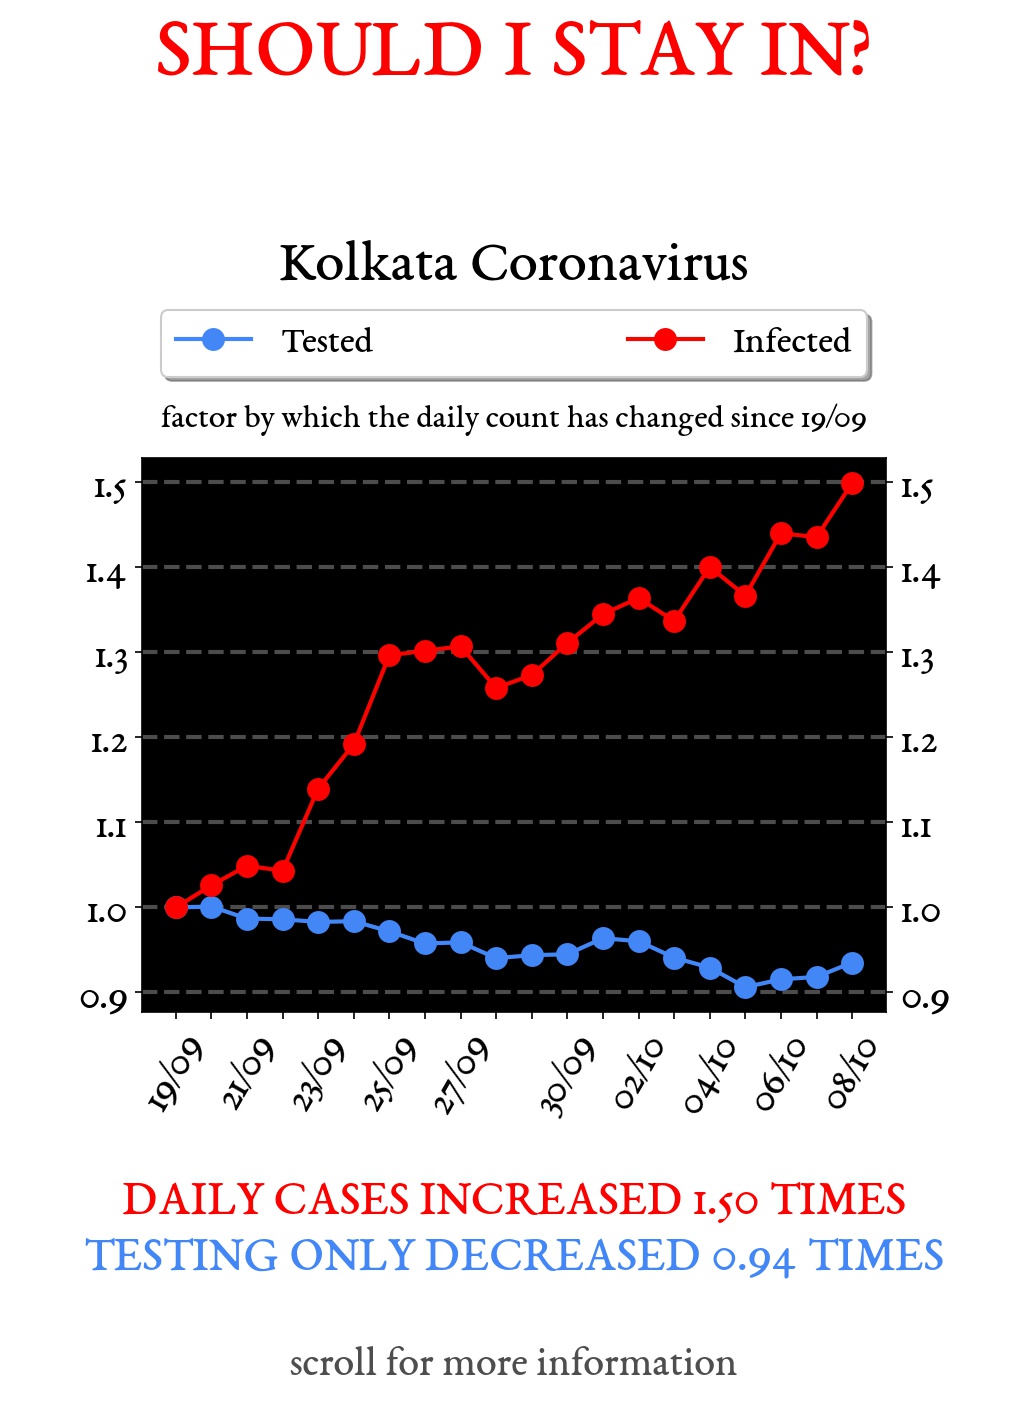 SHOULD I STAY IN?
Kolkata Coronavirus
Tested Infected
factor by which the daily count has changed since 19/09
1.5 1.5
1.4 1.4
1.3 1.3
1.2 1.2
1.1 1.1
1.0 1.0
0.9 0.9
19/09 21/09 23/09 25/09 27/09 30/09 02/10 04/10 06/10 08/10
DAILY CASES INCREASED 1.50 TIMES
TESTING ONLY DECREASED 0.94 TIMES
scroll for more information